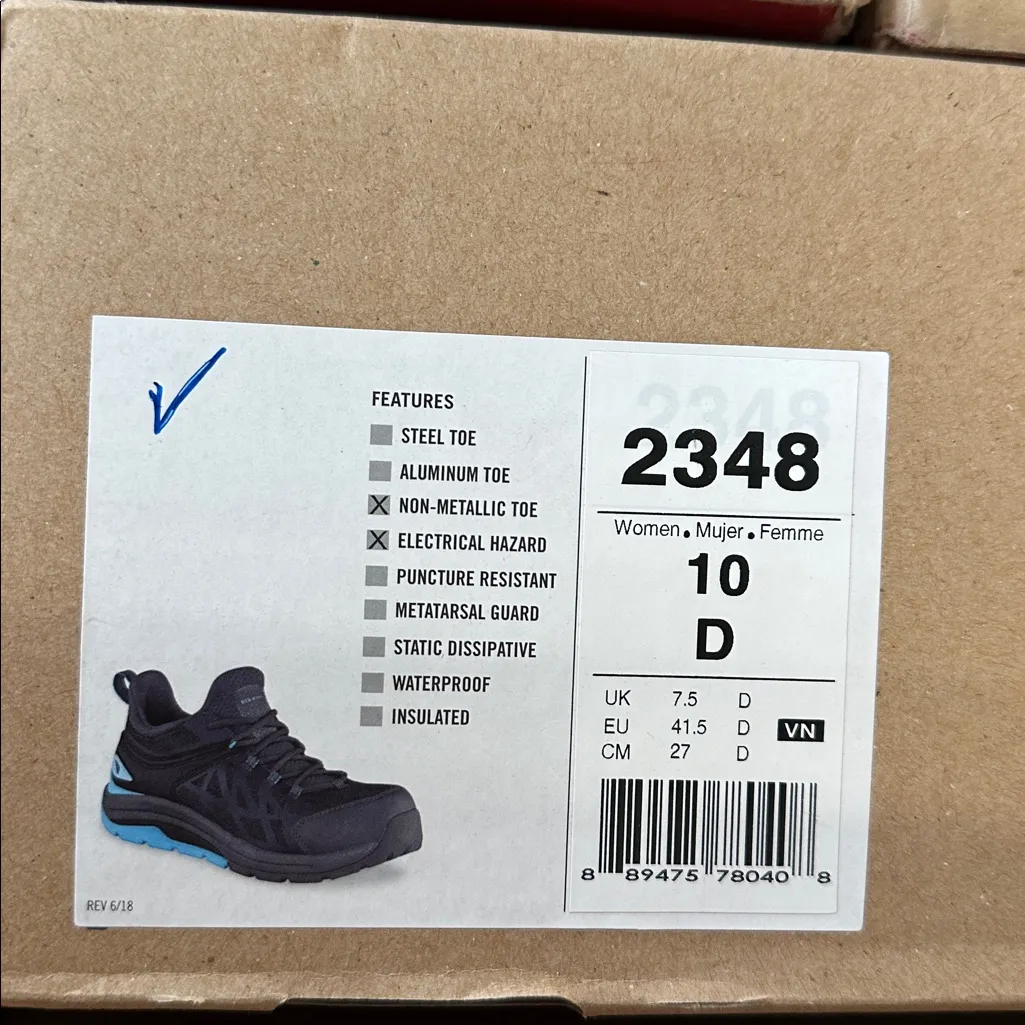 FEATURES
STEEL TOE
ALUMINUM TOE
NON-METALLIC TOE
ELECTRICAL HAZARD
PUNCTURE RESISTANT
METATARSAL GUARD
STATIC DISSIPATIVE
WATERPROOF
INSULATED
REV 6/18
2348
2348
Women • Mujer • Femme
10
D
UK 7.5 D
EU 41.5 D
CM 27 D
VN
8 89475 78040 8